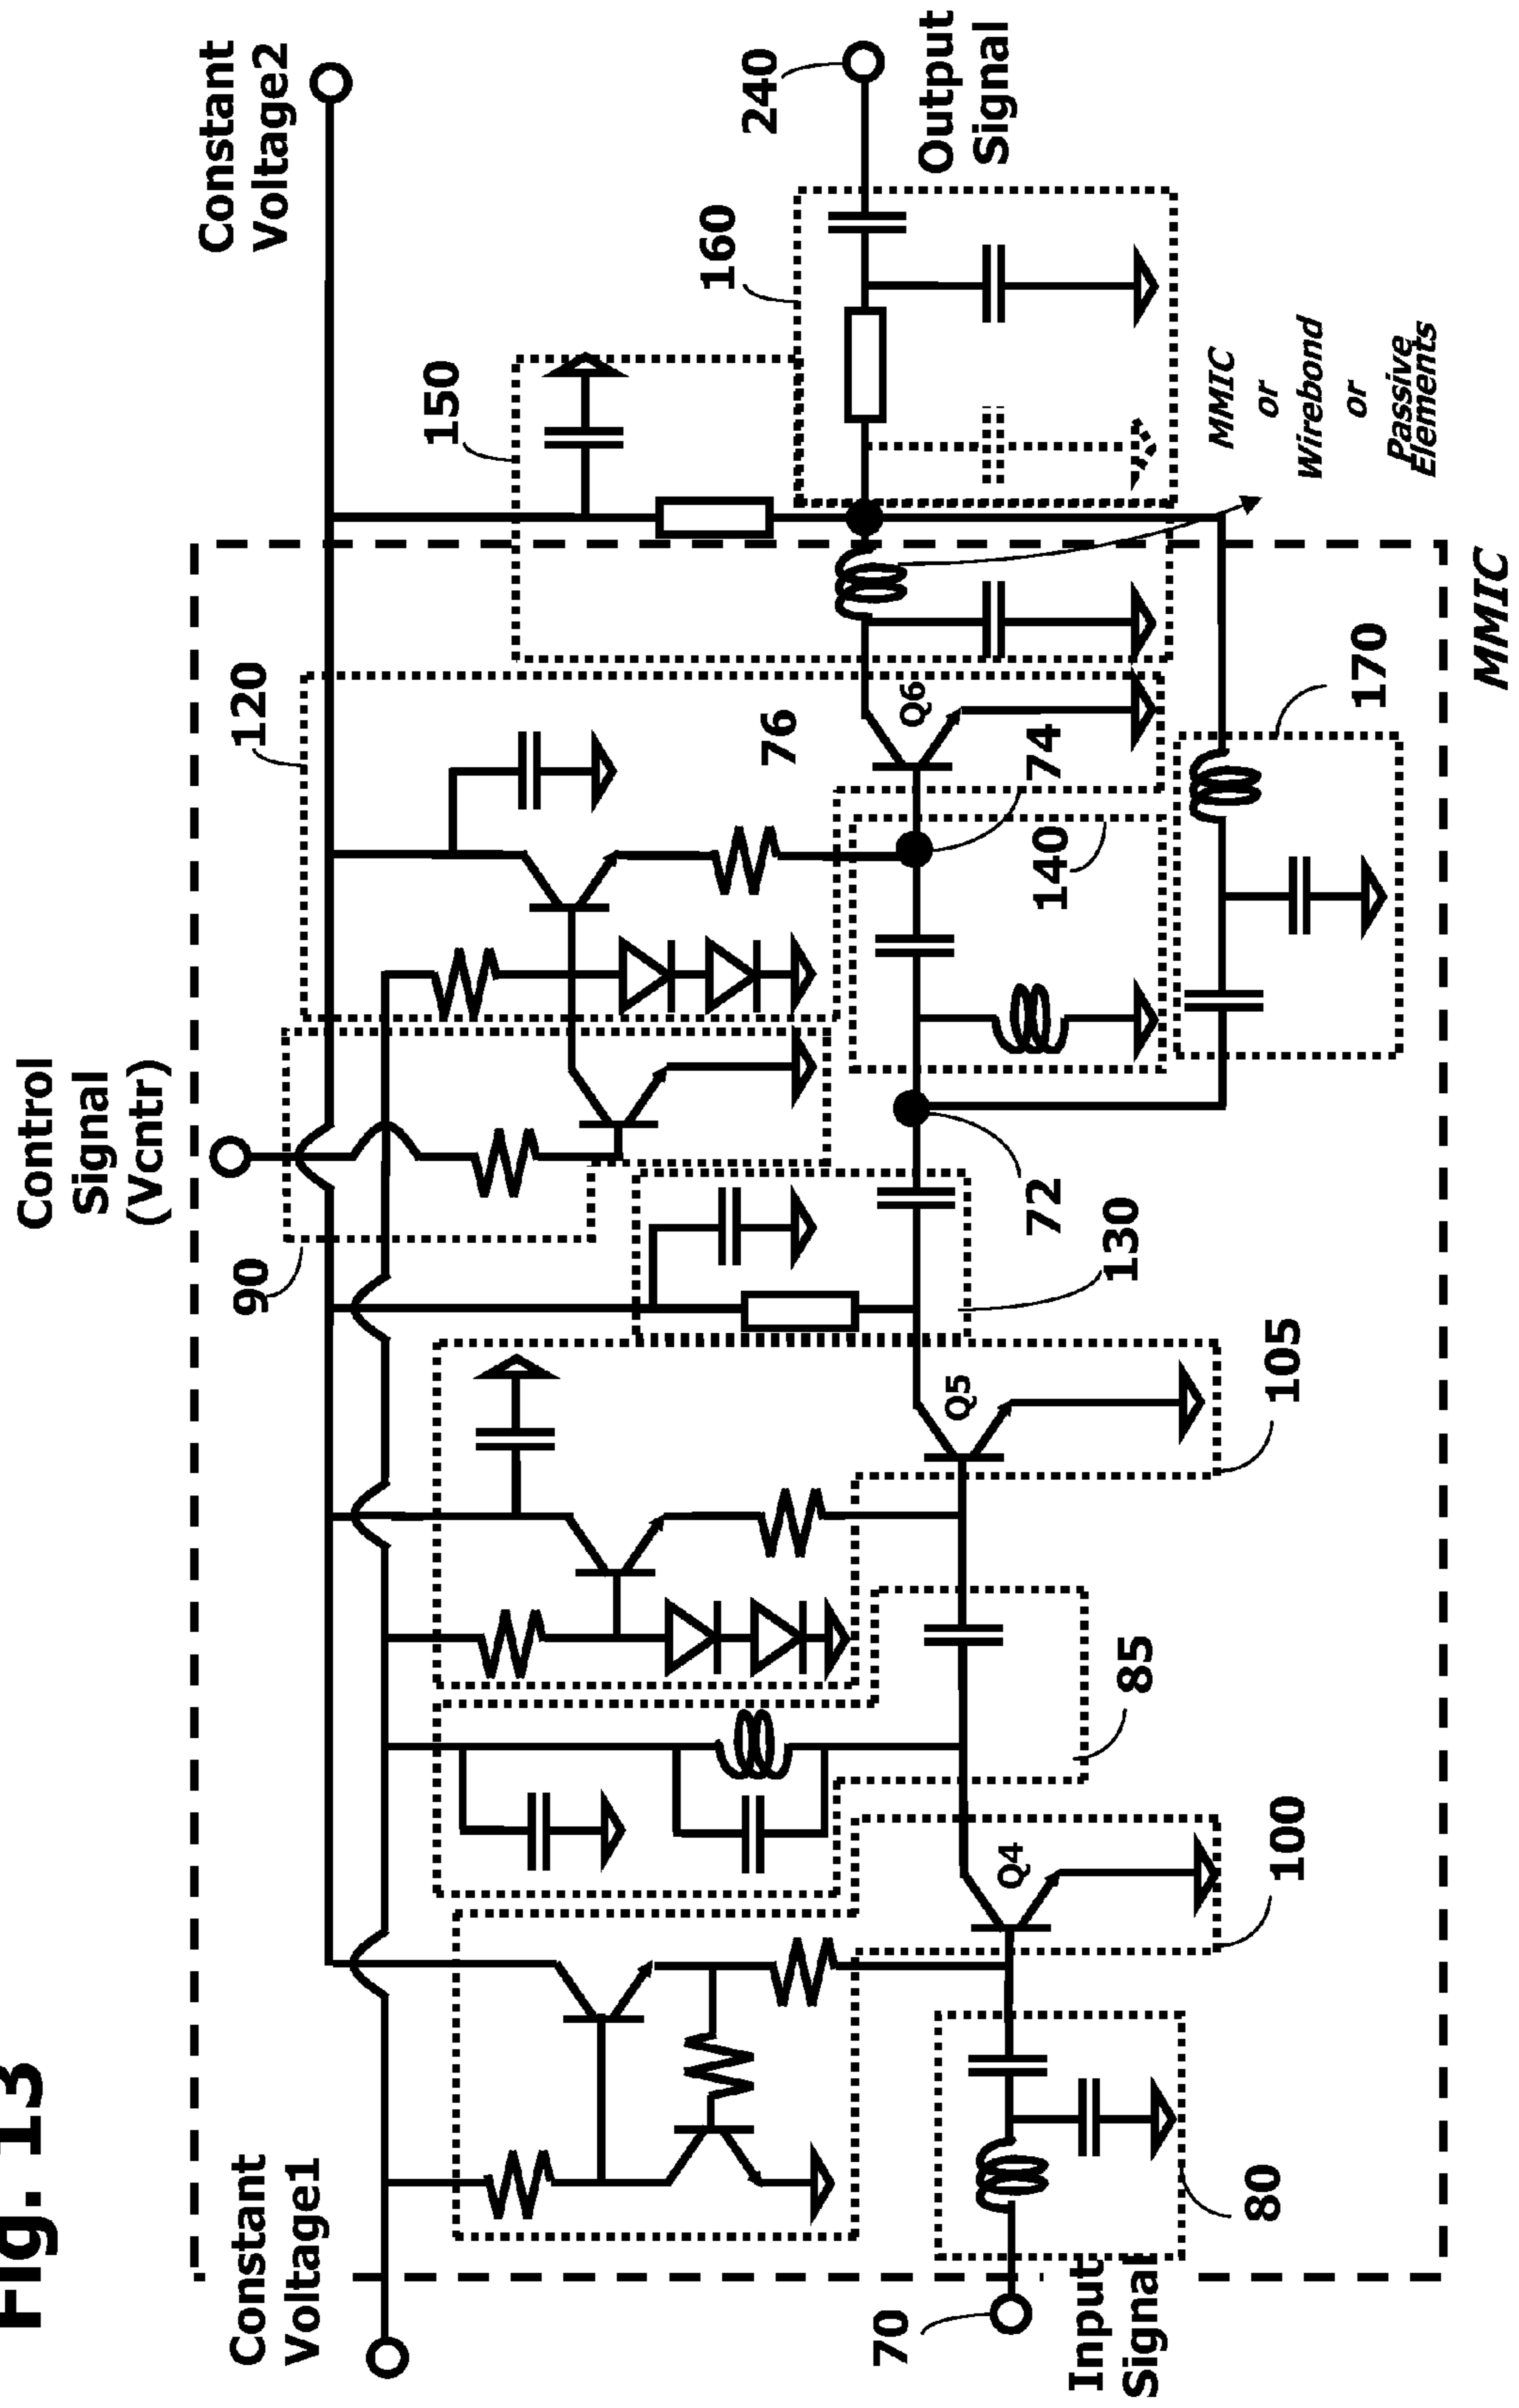 Fig. 13
Control
Signal
(Vcntr)
Constant
Voltage1
Constant
Voltage2
90
120
150
160
240
Output
Signal
76
Q6
74
140
72
130
Q5
105
85
Q4
100
80
70
Input
Signal
170
MMIC
or
Wirebond
or
Passive
Elements
MMIC